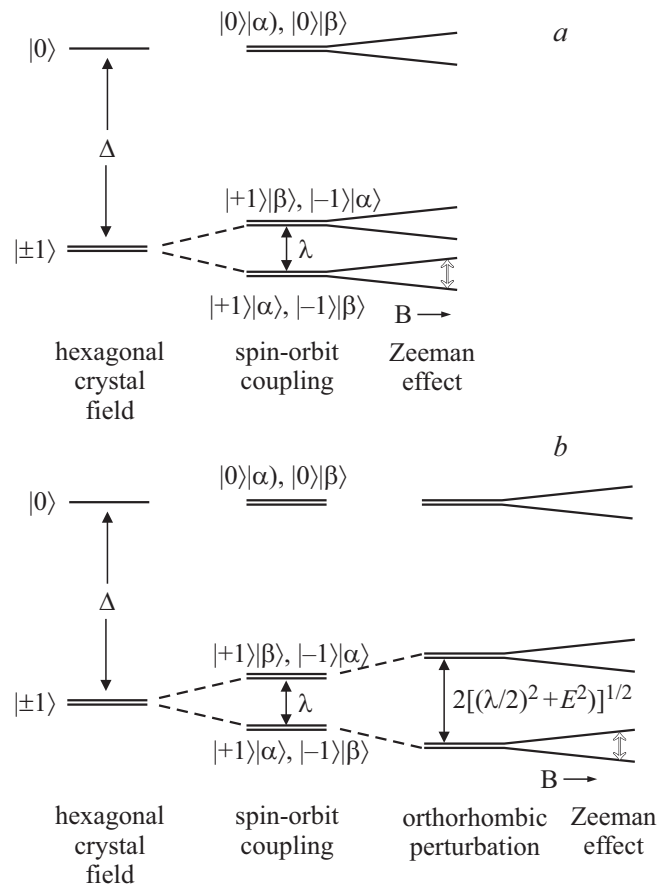 |0⟩|α), |0⟩|β⟩
a
|0⟩
Δ
|+1⟩|β⟩, |–1⟩|α⟩
|±1⟩
λ
|+1⟩|α⟩, |–1⟩|β⟩
B
hexagonal
crystal
field
spin-orbit
coupling
Zeeman
effect
b
|0⟩|α), |0⟩|β⟩
|0⟩
Δ
|+1⟩|β⟩, |–1⟩|α⟩
|±1⟩
λ
2[(λ/2)² + E²)]¹/²
|+1⟩|α⟩, |–1⟩|β⟩
B
hexagonal
crystal
field
spin-orbit
coupling
orthorhombic
perturbation
Zeeman
effect